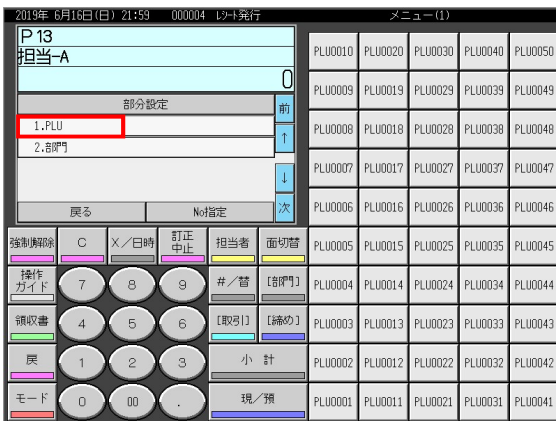 2019年 6月16日(日) 21:59 000004 レシート発行 メニュー(1)
P13
担当-A
0
部分設定
前
1.PLU
↑
2.部門
↓
戻る No指定 次
強制解除 C X/日時 訂正中止 担当者 面切替
操作ガイド 7 8 9 #/替 [部門]
領収書 4 5 6 [取引] [締め]
戻 1 2 3 小 計
モード 0 00 . 現/預
PLU0010 PLU0020 PLU0030 PLU0040 PLU0050
PLU0009 PLU0019 PLU0029 PLU0039 PLU0049
PLU0008 PLU0018 PLU0028 PLU0038 PLU0048
PLU0007 PLU0017 PLU0027 PLU0037 PLU0047
PLU0006 PLU0016 PLU0026 PLU0036 PLU0046
PLU0005 PLU0015 PLU0025 PLU0035 PLU0045
PLU0004 PLU0014 PLU0024 PLU0034 PLU0044
PLU0003 PLU0013 PLU0023 PLU0033 PLU0043
PLU0002 PLU0012 PLU0022 PLU0032 PLU0042
PLU0001 PLU0011 PLU0021 PLU0031 PLU0041